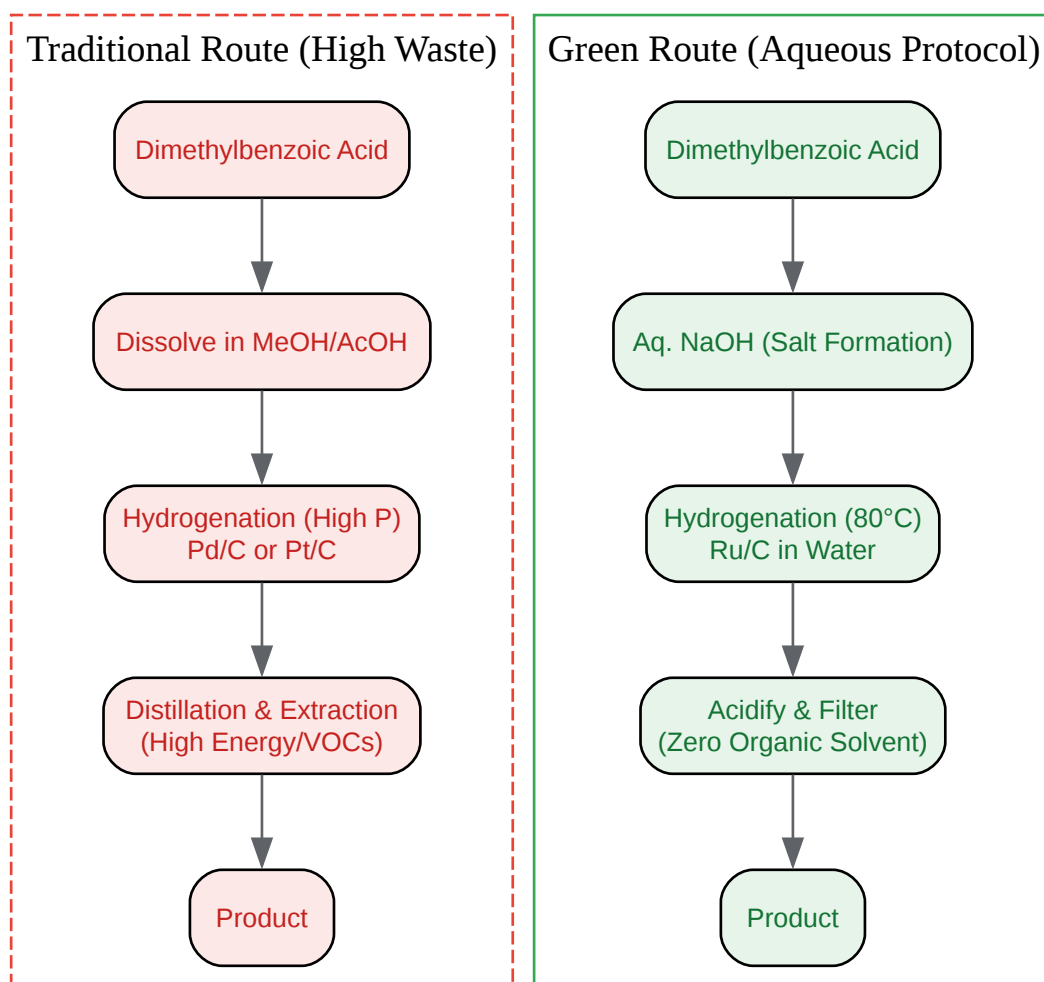 Traditional Route (High Waste)
Dimethylbenzoic Acid
Dissolve in MeOH/AcOH
Hydrogenation (High P)
Pd/C or Pt/C
Distillation & Extraction
(High Energy/VOCs)
Product
Green Route (Aqueous Protocol)
Dimethylbenzoic Acid
Aq. NaOH (Salt Formation)
Hydrogenation (80°C)
Ru/C in Water
Acidify & Filter
(Zero Organic Solvent)
Product